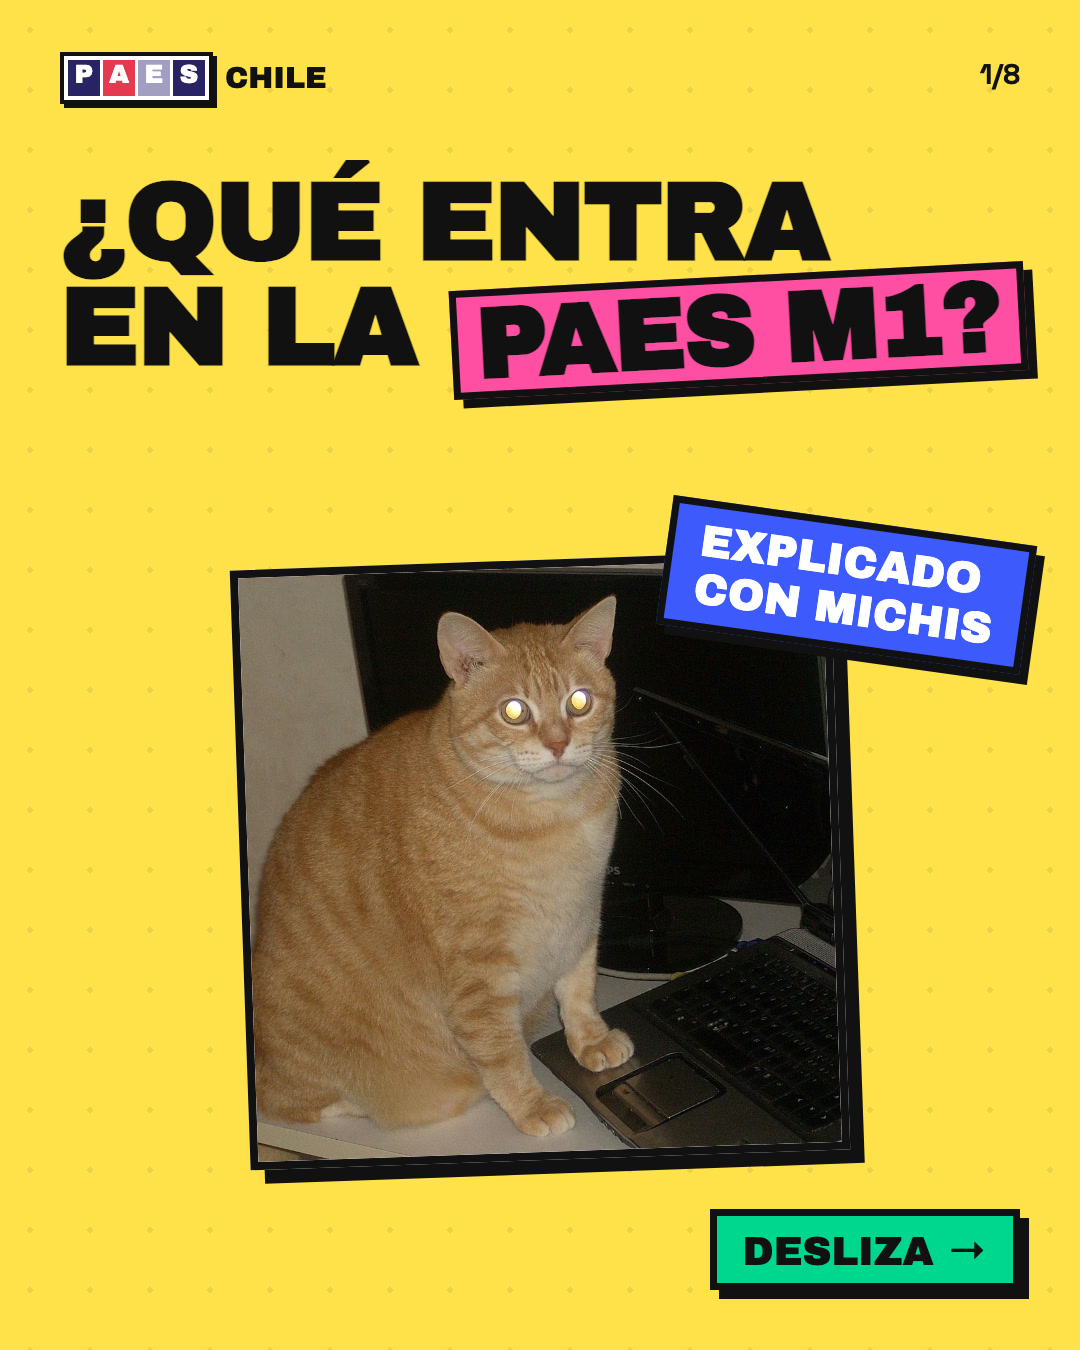 PAES CHILE
1/8
¿QUÉ ENTRA
EN LA PAES M1?
EXPLICADO
CON MICHIS
DESLIZA →